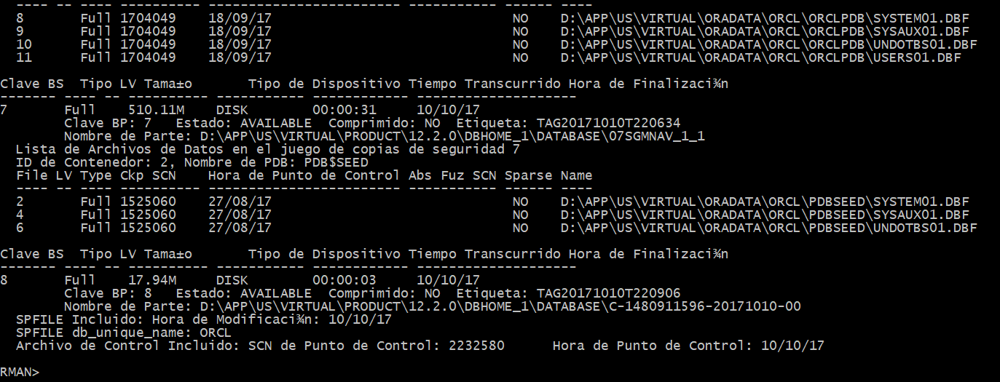 ---- -- ---- ---------- ------------------------ ----------- ------ ----
8 Full 1704049 18/09/17 NO D:\APP\US\VIRTUAL\ORADATA\ORCL\ORCLPDB\SYSTEM01.DBF
9 Full 1704049 18/09/17 NO D:\APP\US\VIRTUAL\ORADATA\ORCL\ORCLPDB\SYSAUX01.DBF
10 Full 1704049 18/09/17 NO D:\APP\US\VIRTUAL\ORADATA\ORCL\ORCLPDB\UNDOTBS01.DBF
11 Full 1704049 18/09/17 NO D:\APP\US\VIRTUAL\ORADATA\ORCL\ORCLPDB\USERS01.DBF
Clave BS Tipo LV Tama±o Tipo de Dispositivo Tiempo Transcurrido Hora de Finalizaci¾n
------- ---- -- ---------- ----------- ------------ --------------------
7 Full 510.11M DISK 00:00:31 10/10/17
Clave BP: 7 Estado: AVAILABLE Comprimido: NO Etiqueta: TAG20171010T220634
Nombre de Parte: D:\APP\US\VIRTUAL\PRODUCT\12.2.0\DBHOME_1\DATABASE\07SGMNAV_1_1
Lista de Archivos de Datos en el juego de copias de seguridad 7
ID de Contenedor: 2, Nombre de PDB: PDB$SEED
File LV Type Ckp SCN Hora de Punto de Control Abs Fuz SCN Sparse Name
---- -- ---- ---------- ------------------------ ----------- ------ ----
2 Full 1525060 27/08/17 NO D:\APP\US\VIRTUAL\ORADATA\ORCL\PDBSEED\SYSTEM01.DBF
4 Full 1525060 27/08/17 NO D:\APP\US\VIRTUAL\ORADATA\ORCL\PDBSEED\SYSAUX01.DBF
6 Full 1525060 27/08/17 NO D:\APP\US\VIRTUAL\ORADATA\ORCL\PDBSEED\UNDOTBS01.DBF
Clave BS Tipo LV Tama±o Tipo de Dispositivo Tiempo Transcurrido Hora de Finalizaci¾n
------- ---- -- ---------- ----------- ------------ --------------------
8 Full 17.94M DISK 00:00:03 10/10/17
Clave BP: 8 Estado: AVAILABLE Comprimido: NO Etiqueta: TAG20171010T220906
Nombre de Parte: D:\APP\US\VIRTUAL\PRODUCT\12.2.0\DBHOME_1\DATABASE\C-1480911596-20171010-00
SPFILE Incluido: Hora de Modificaci¾n: 10/10/17
SPFILE db_unique_name: ORCL
Archivo de Control Incluido: SCN de Punto de Control: 2232580 Hora de Punto de Control: 10/10/17
RMAN>